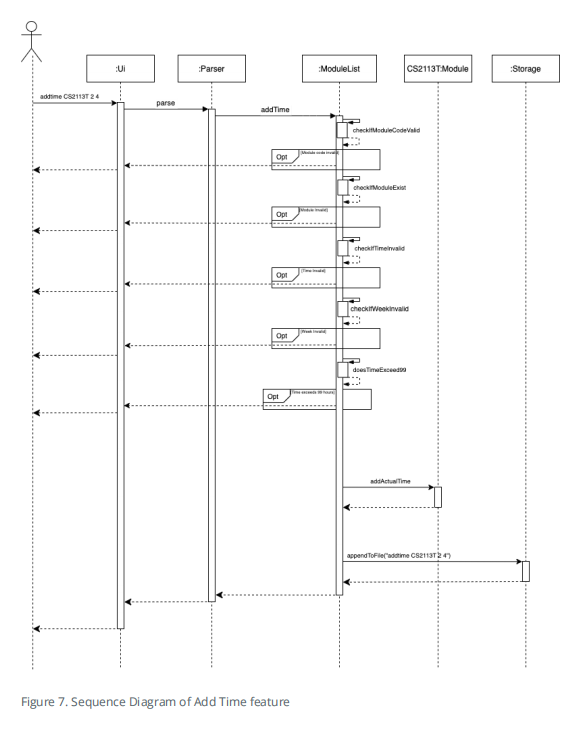 :Ui
:Parser
:ModuleList
CS2113T:Module
:Storage
addtime CS2113T 2 4
parse
addTime
checkIfModuleCodeValid
Opt
[Module code invalid]
checkIfModuleExist
Opt
[Module Invalid]
checkIfTimeInvalid
Opt
[Time Invalid]
checkIfWeekInvalid
Opt
[Week Invalid]
doesTimeExceed99
Opt
[Time exceeds 99 hours]
addActualTime
appendToFile("addtime CS2113T 2 4")
Figure 7. Sequence Diagram of Add Time feature